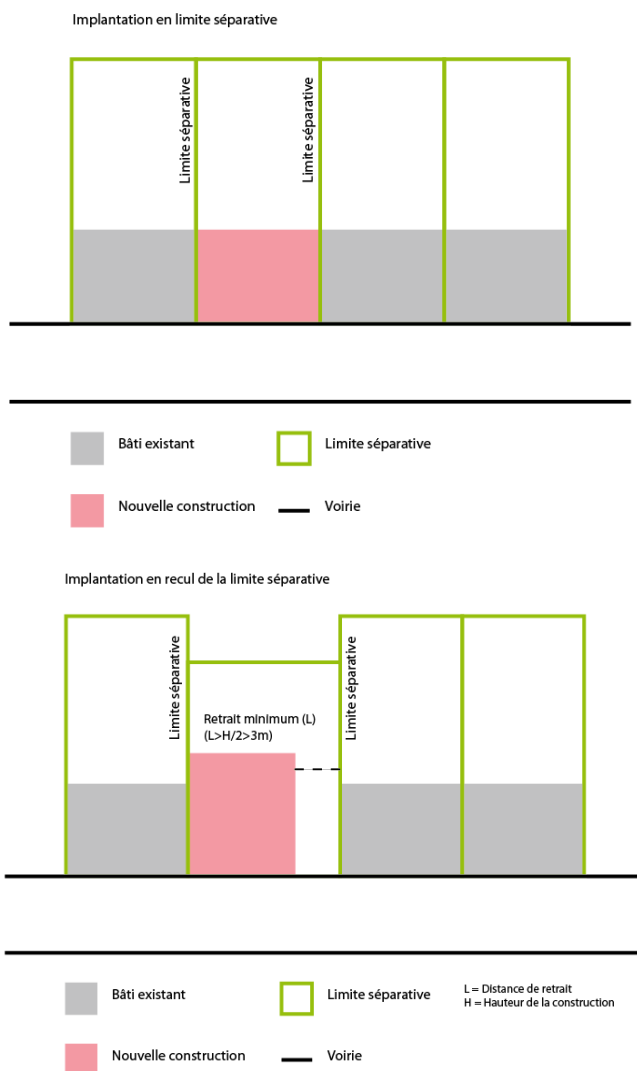 Implantation en limite séparative
Limite séparative
Limite séparative
Bâti existant
Limite séparative
Nouvelle construction
Voirie
Implantation en recul de la limite séparative
Limite séparative
Limite séparative
Retrait minimum (L)
(L>H/2>3m)
Bâti existant
Limite séparative
L = Distance de retrait
H = Hauteur de la construction
Nouvelle construction
Voirie